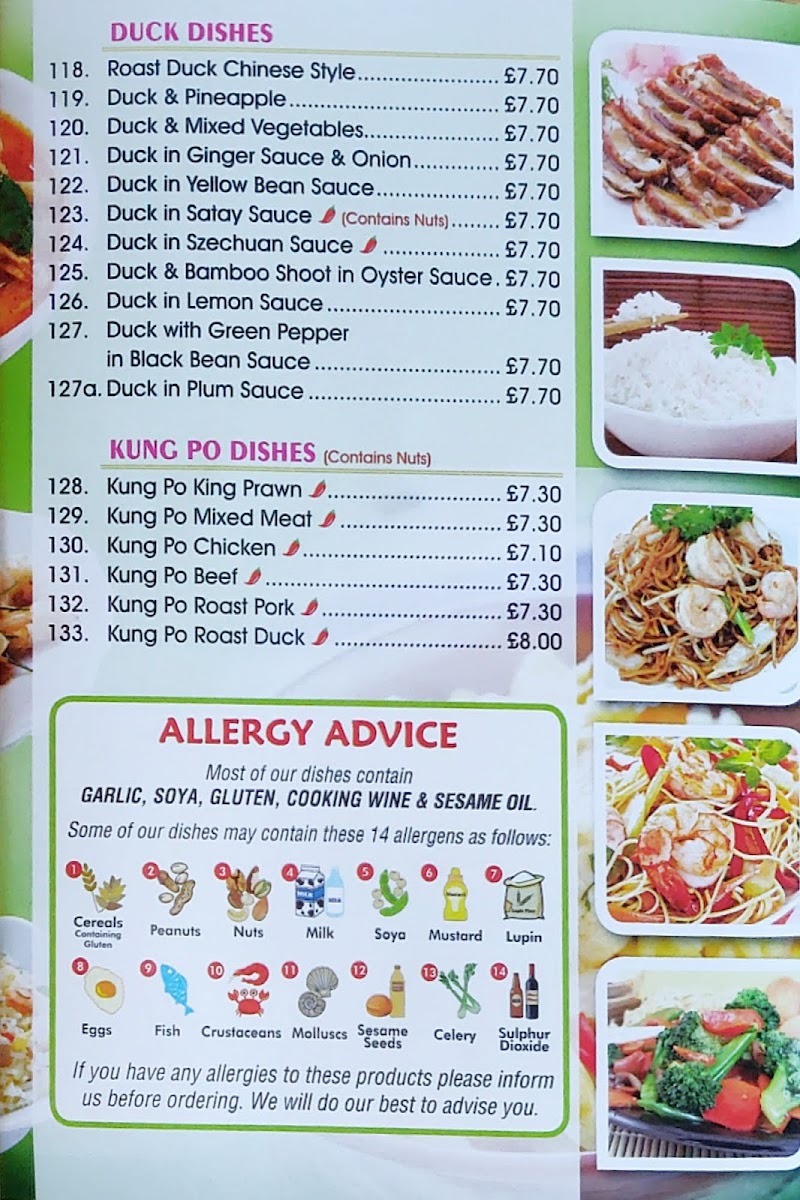 DUCK DISHES
118. Roast Duck Chinese Style........................ £7.70
119. Duck & Pineapple.................................... £7.70
120. Duck & Mixed Vegetables....................... £7.70
121. Duck in Ginger Sauce & Onion............... £7.70
122. Duck in Yellow Bean Sauce..................... £7.70
123. Duck in Satay Sauce (Contains Nuts)........ £7.70
124. Duck in Szechuan Sauce .................... £7.70
125. Duck & Bamboo Shoot in Oyster Sauce. £7.70
126. Duck in Lemon Sauce ............................. £7.70
127. Duck with Green Pepper
in Black Bean Sauce ............................... £7.70
127a. Duck in Plum Sauce ................................ £7.70
KUNG PO DISHES (Contains Nuts)
128. Kung Po King Prawn ............................. £7.30
129. Kung Po Mixed Meat ........................... £7.30
130. Kung Po Chicken ................................. £7.10
131. Kung Po Beef ....................................... £7.30
132. Kung Po Roast Pork .............................. £7.30
133. Kung Po Roast Duck ............................ £8.00
ALLERGY ADVICE
Most of our dishes contain
GARLIC, SOYA, GLUTEN, COOKING WINE & SESAME OIL.
Some of our dishes may contain these 14 allergens as follows:
1 2 3 4 5 6 7
MILK
Cereals Containing Gluten Peanuts Nuts Milk Soya Mustard Lupin
8 9 10 11 12 13 14
Eggs Fish Crustaceans Molluscs Sesame Seeds Celery Sulphur Dioxide
If you have any allergies to these products please inform
us before ordering. We will do our best to advise you.